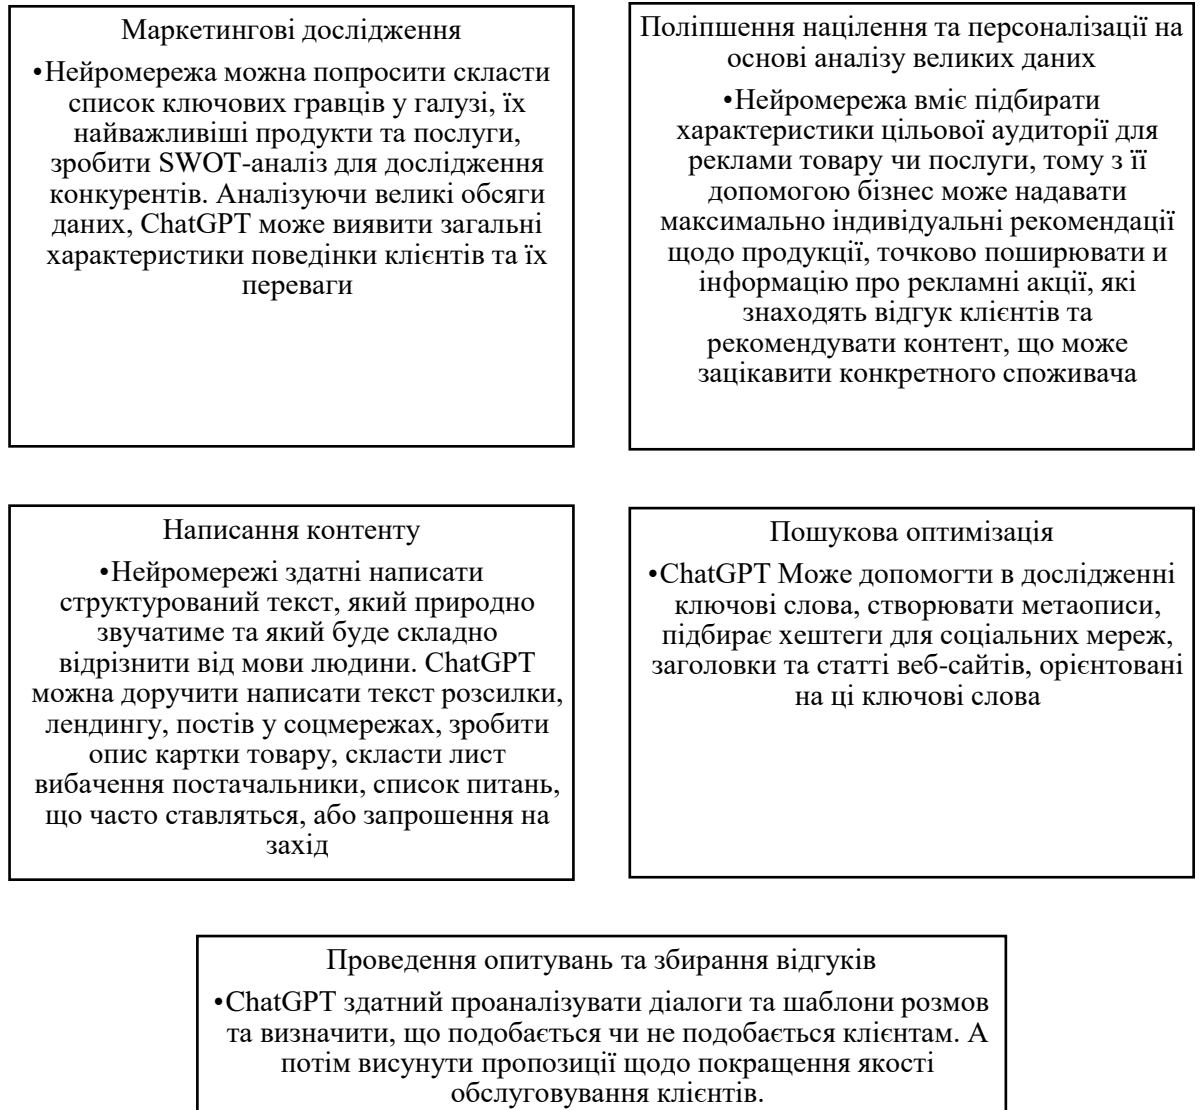 Маркетингові дослідження
•Нейромережа можна попросити скласти
список ключових гравців у галузі, їх
найважливіші продукти та послуги,
зробити SWOT-аналіз для дослідження
конкурентів. Аналізуючи великі обсяги
даних, ChatGPT може виявити загальні
характеристики поведінки клієнтів та їх
переваги
Поліпшення націлення та персоналізації на
основі аналізу великих даних
•Нейромережа вміє підбирати
характеристики цільової аудиторії для
реклами товару чи послуги, тому з її
допомогою бізнес може надавати
максимально індивідуальні рекомендації
щодо продукції, точково поширювати и
інформацію про рекламні акції, які
знаходять відгук клієнтів та
рекомендувати контент, що може
зацікавити конкретного споживача
Написання контенту
•Нейромережі здатні написати
структурований текст, який природно
звучатиме та який буде складно
відрізнити від мови людини. ChatGPT
можна доручити написати текст розсилки,
лендингу, постів у соцмережах, зробити
опис картки товару, скласти лист
вибачення постачальники, список питань,
що часто ставляться, або запрошення на
захід
Пошукова оптимізація
•ChatGPT Може допомогти в дослідженні
ключові слова, створювати метаописи,
підбирає хештеги для соціальних мереж,
заголовки та статті веб-сайтів, орієнтовані
на ці ключові слова
Проведення опитувань та збирання відгуків
•ChatGPT здатний проаналізувати діалоги та шаблони розмов
та визначити, що подобається чи не подобається клієнтам. А
потім висунути пропозиції щодо покращення якості
обслуговування клієнтів.